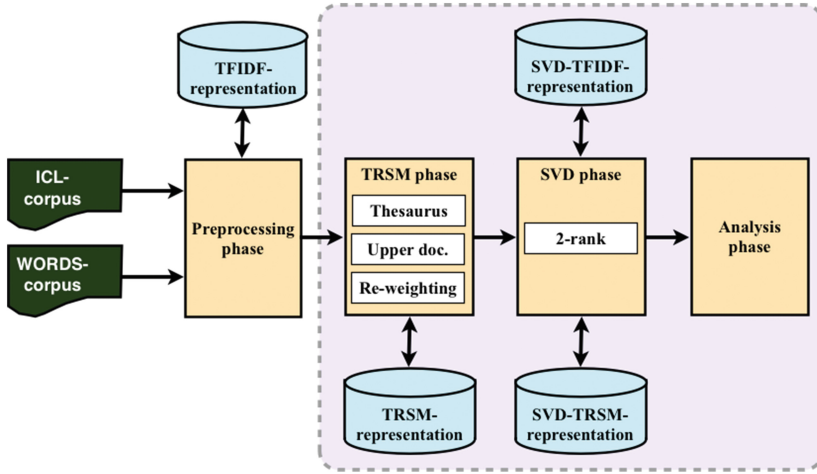 TFIDF-
representation
SVD-TFIDF-
representation
ICL-
corpus
WORDS-
corpus
Preprocessing
phase
TRSM phase
Thesaurus
Upper doc.
Re-weighting
SVD phase
2-rank
Analysis
phase
TRSM-
representation
SVD-TRSM-
representation